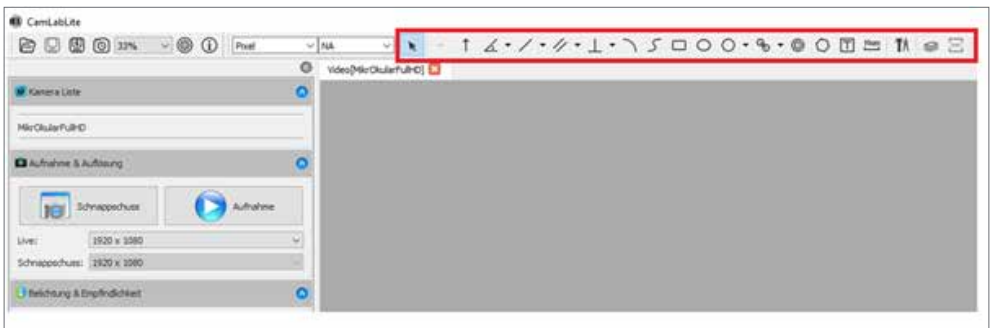 CamLabLite
33% Pixel NA
Video[MikrOkularFullHD]
Kamera Liste
MikrOkularFullHD
Aufnahme & Auflösung
Schnappschuss Aufnahme
Live: 1920 x 1080
Schnappschuss: 1920 x 1080
Belichtung & Empfindlichkeit